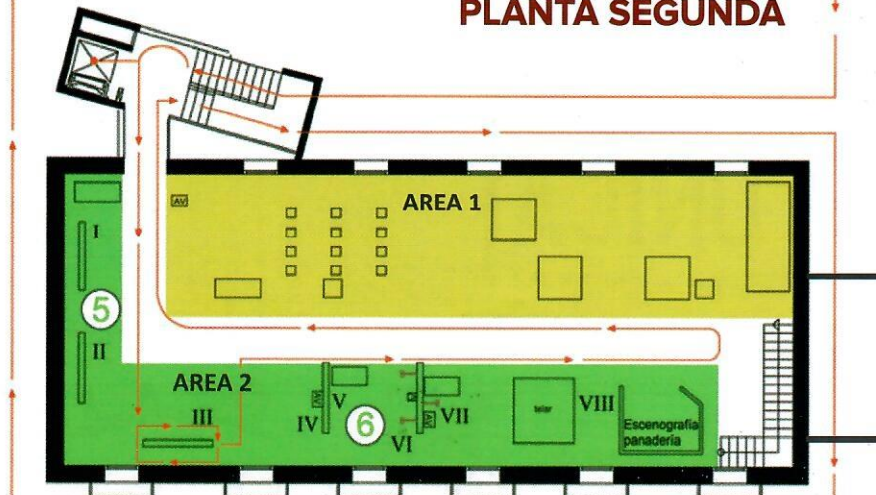 PLANTA SEGUNDA
AREA 1
AV
I
5
II
AREA 2
III
AV
IV
V
6
VI
AV
VII
telar
VIII
Escenografía
panadería